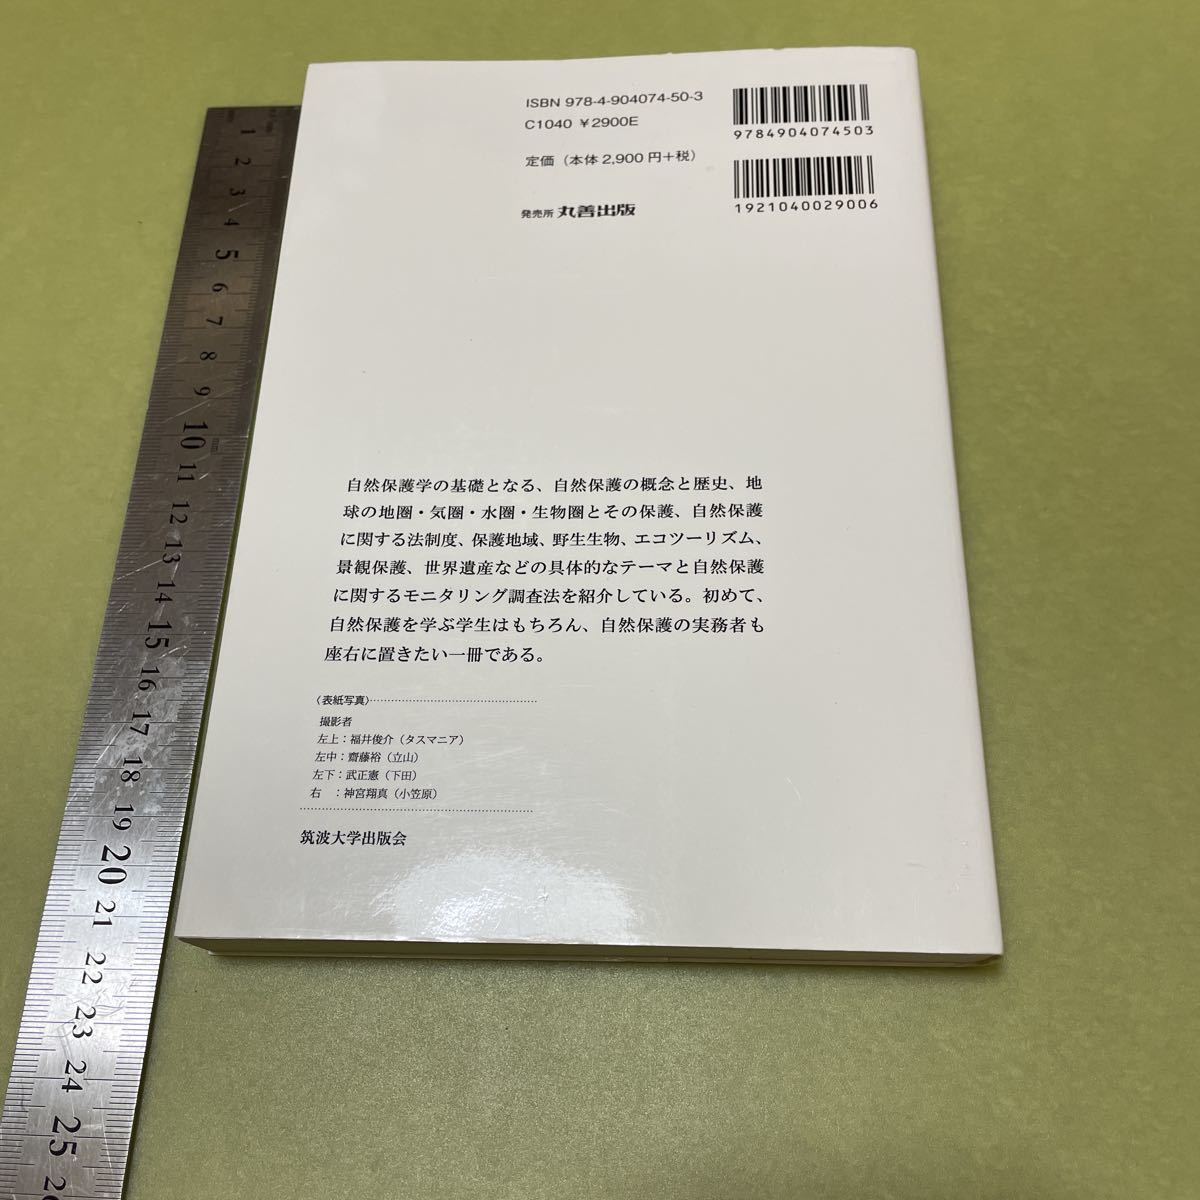 ISBN 978-4-904074-50-3
C1040 ¥2900E
定価（本体2,900円＋税）
発売所 丸善出版
9784904074503
1921040029006
自然保護学の基礎となる、自然保護の概念と歴史、地
球の地圏・気圏・水圏・生物圏とその保護、自然保護
に関する法制度、保護地域、野生生物、エコツーリズム、
景観保護、世界遺産などの具体的なテーマと自然保護
に関するモニタリング調査法を紹介している。初めて、
自然保護を学ぶ学生はもちろん、自然保護の実務者も
座右に置きたい一冊である。
〈表紙写真〉
撮影者
左上：福井俊介（タスマニア）
左中：齋藤裕（立山）
左下：武正憲（下田）
右　：神宮翔真（小笠原）
筑波大学出版会
1
2
3
4
5
6
7
8
9
10
11
12
13
14
15
16
17
18
19
20
21
22
23
24
25
26